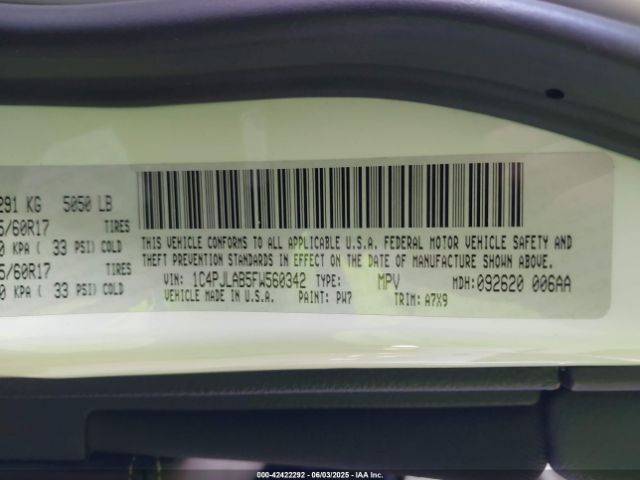 291 KG 5050 LB
5/60R17 TIRES
0 KPA ( 33 PSI) COLD
5/60R17 TIRES
0 KPA ( 33 PSI) COLD
THIS VEHICLE CONFORMS TO ALL APPLICABLE U.S.A. FEDERAL MOTOR VEHICLE SAFETY AND
THEFT PREVENTION STANDARDS IN EFFECT ON THE DATE OF MANUFACTURE SHOWN ABOVE.
VIN: 1C4PJLAB5FW560342 TYPE: MPV MDH: 092620 006AA
VEHICLE MADE IN U.S.A. PAINT: PW7 TRIM: A7X9
000-42422292 - 06/03/2025 - IAA Inc.